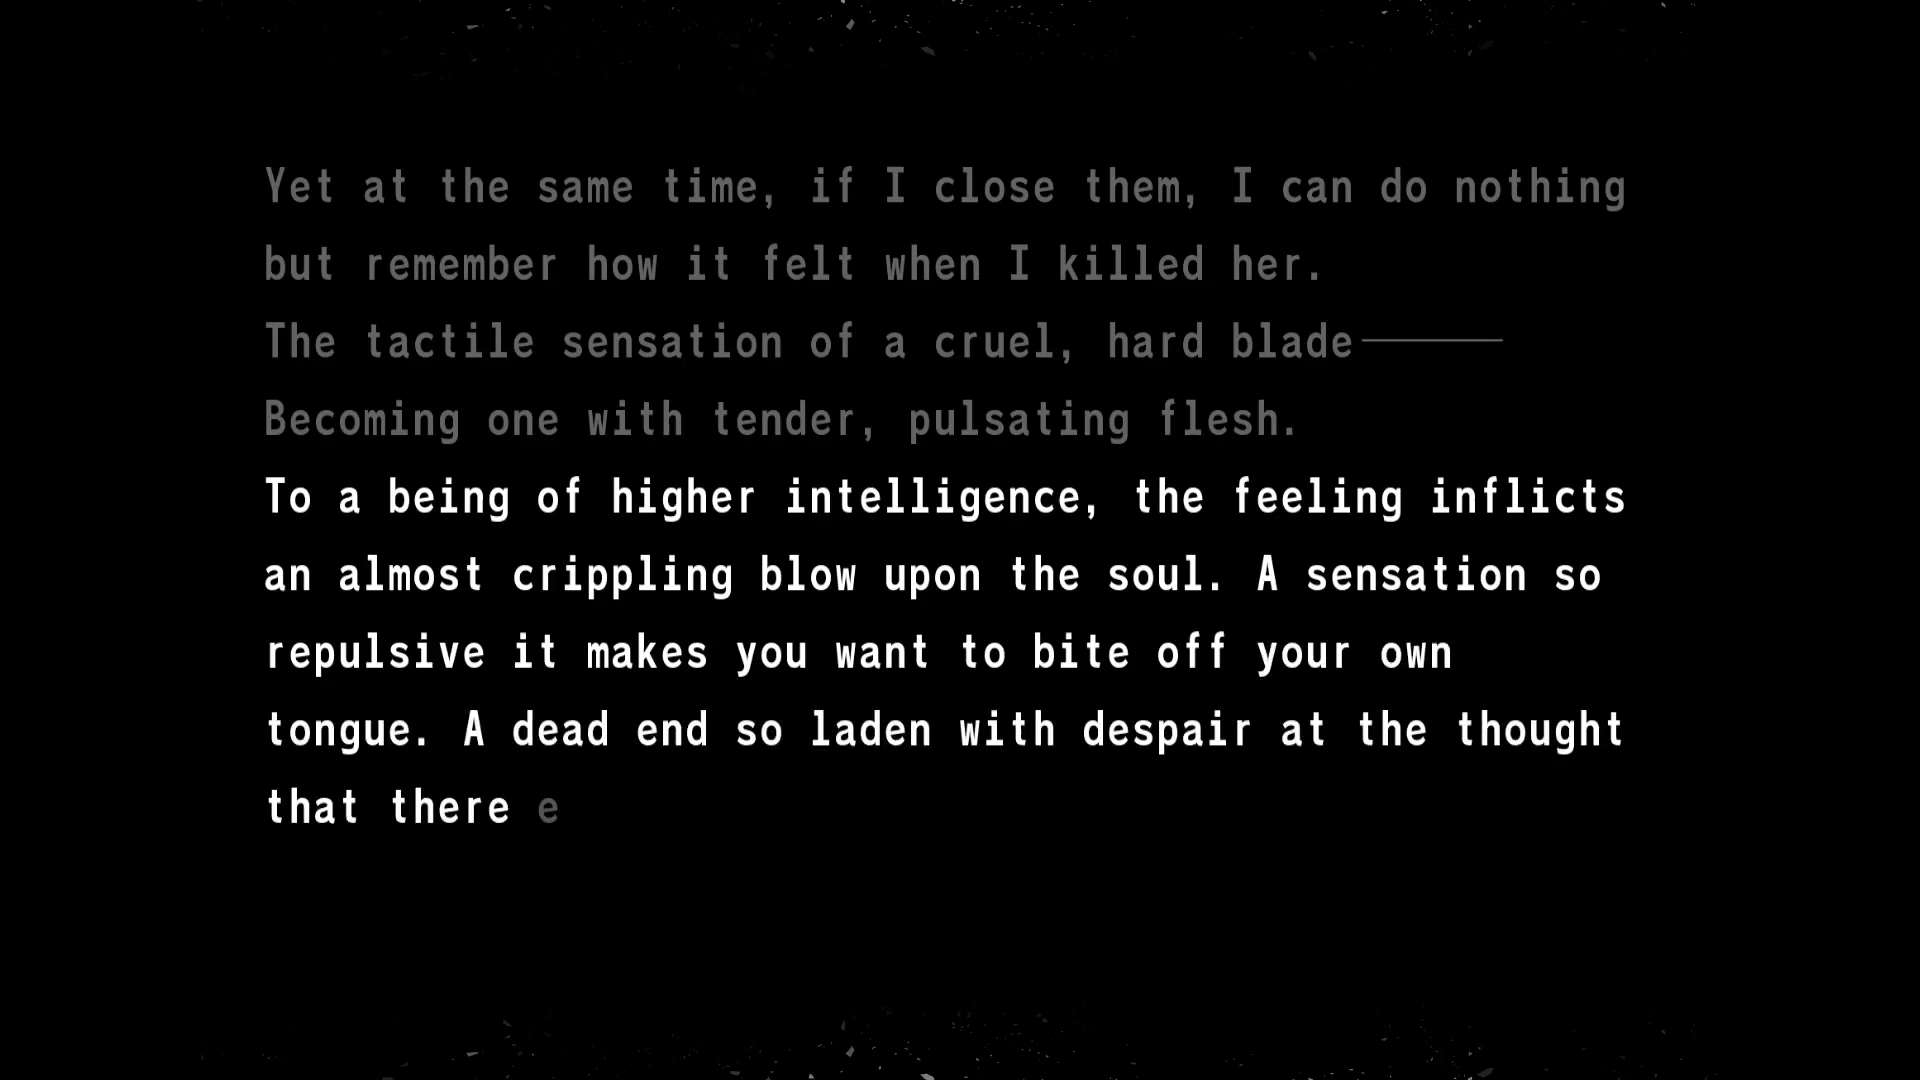 Yet at the same time, if I close them, I can do nothing
but remember how it felt when I killed her.
The tactile sensation of a cruel, hard blade———
Becoming one with tender, pulsating flesh.
To a being of higher intelligence, the feeling inflicts
an almost crippling blow upon the soul. A sensation so
repulsive it makes you want to bite off your own
tongue. A dead end so laden with despair at the thought
that there e